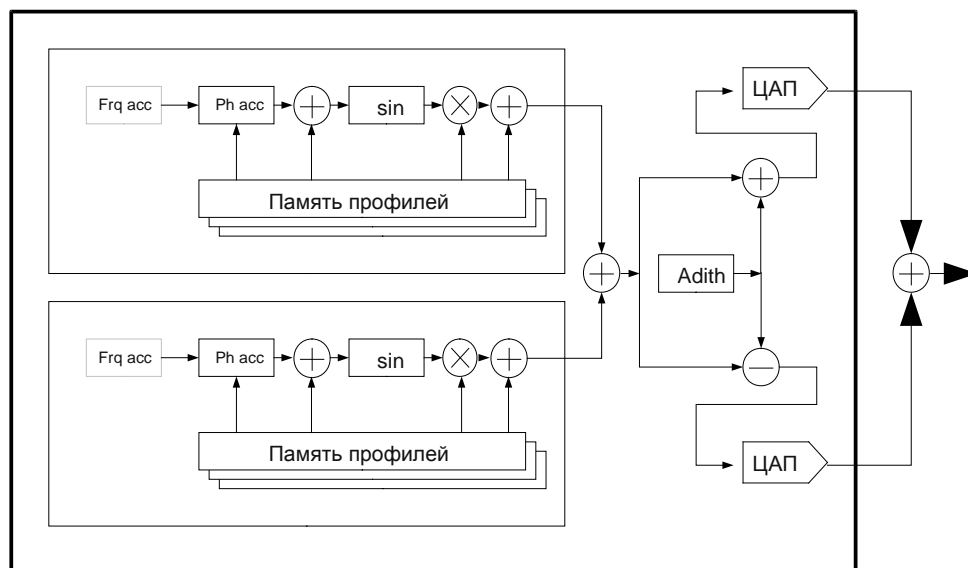 ЦАП
Frq acc
Ph acc
sin
Память профилей
Adith
Frq acc
Ph acc
sin
Память профилей
ЦАП